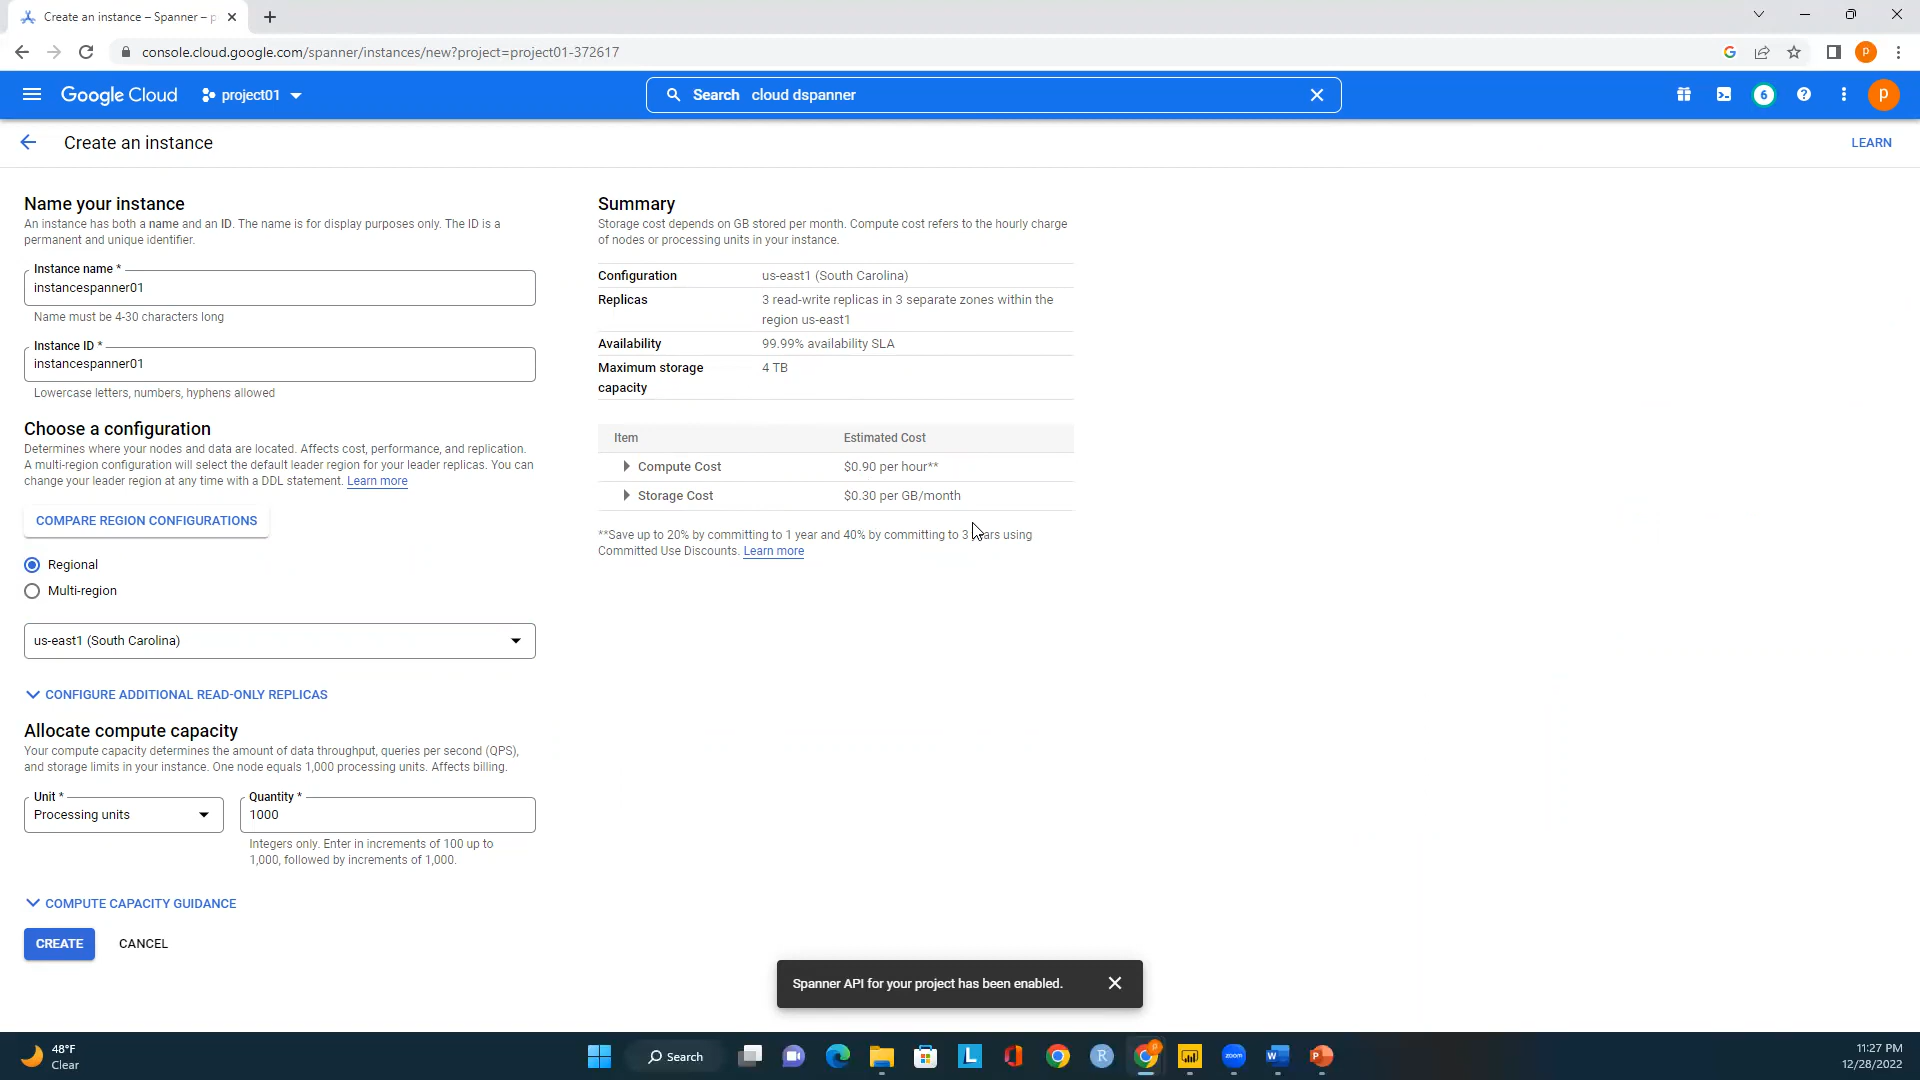 Create an instance – Spanner – p
console.cloud.google.com/spanner/instances/new?project=project01-372617
P
Google Cloud
project01
Search cloud dspanner
6
P
Create an instance
LEARN
Name your instance
An instance has both a name and an ID. The name is for display purposes only. The ID is a
permanent and unique identifier.
Instance name *
instancespanner01
Name must be 4-30 characters long
Instance ID *
instancespanner01
Lowercase letters, numbers, hyphens allowed
Choose a configuration
Determines where your nodes and data are located. Affects cost, performance, and replication.
A multi-region configuration will select the default leader region for your leader replicas. You can
change your leader region at any time with a DDL statement. Learn more
COMPARE REGION CONFIGURATIONS
Regional
Multi-region
us-east1 (South Carolina)
CONFIGURE ADDITIONAL READ-ONLY REPLICAS
Allocate compute capacity
Your compute capacity determines the amount of data throughput, queries per second (QPS),
and storage limits in your instance. One node equals 1,000 processing units. Affects billing.
Unit *
Processing units
Quantity *
1000
Integers only. Enter in increments of 100 up to
1,000, followed by increments of 1,000.
COMPUTE CAPACITY GUIDANCE
CREATE
CANCEL
Summary
Storage cost depends on GB stored per month. Compute cost refers to the hourly charge
of nodes or processing units in your instance.
Configuration us-east1 (South Carolina)
Replicas 3 read-write replicas in 3 separate zones within the
region us-east1
Availability 99.99% availability SLA
Maximum storage 4 TB
capacity
Item Estimated Cost
Compute Cost $0.90 per hour**
Storage Cost $0.30 per GB/month
**Save up to 20% by committing to 1 year and 40% by committing to 3 years using
Committed Use Discounts. Learn more
Spanner API for your project has been enabled.
48°F
Clear
Search
L
R
zoom
W
P
11:27 PM
12/28/2022